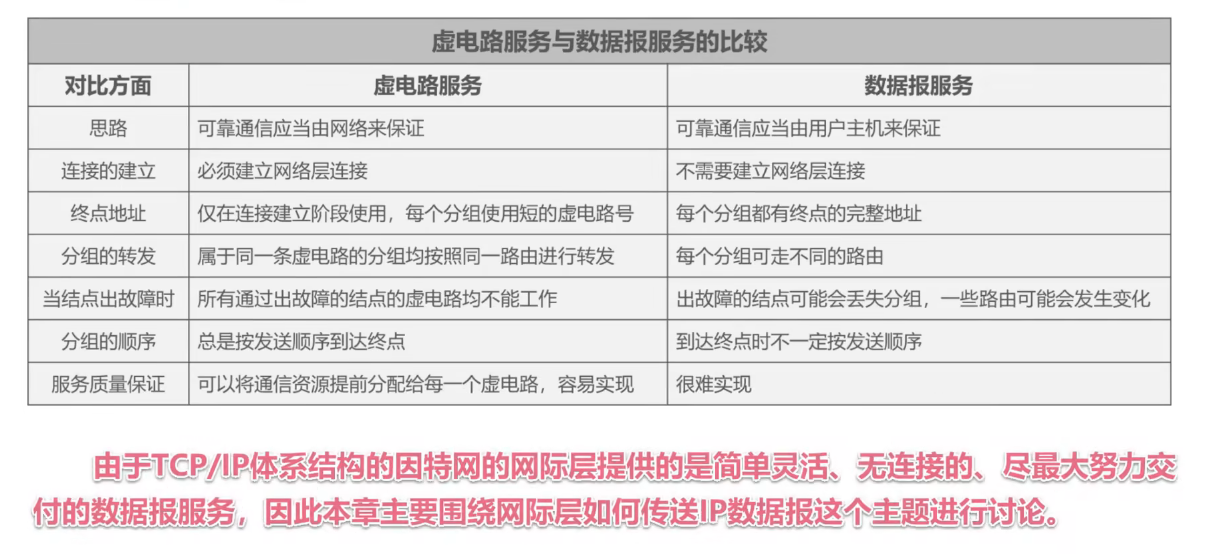 虚电路服务与数据报服务的比较
对比方面 虚电路服务 数据报服务
思路 可靠通信应当由网络来保证 可靠通信应当由用户主机来保证
连接的建立 必须建立网络层连接 不需要建立网络层连接
终点地址 仅在连接建立阶段使用，每个分组使用短的虚电路号 每个分组都有终点的完整地址
分组的转发 属于同一条虚电路的分组均按照同一路由进行转发 每个分组可走不同的路由
当结点出故障时 所有通过出故障的结点的虚电路均不能工作 出故障的结点可能会丢失分组，一些路由可能会发生变化
分组的顺序 总是按发送顺序到达终点 到达终点时不一定按发送顺序
服务质量保证 可以将通信资源提前分配给每一个虚电路，容易实现 很难实现
由于TCP/IP体系结构的因特网的网际层提供的是简单灵活、无连接的、尽最大努力交
付的数据报服务，因此本章主要围绕网际层如何传送IP数据报这个主题进行讨论。